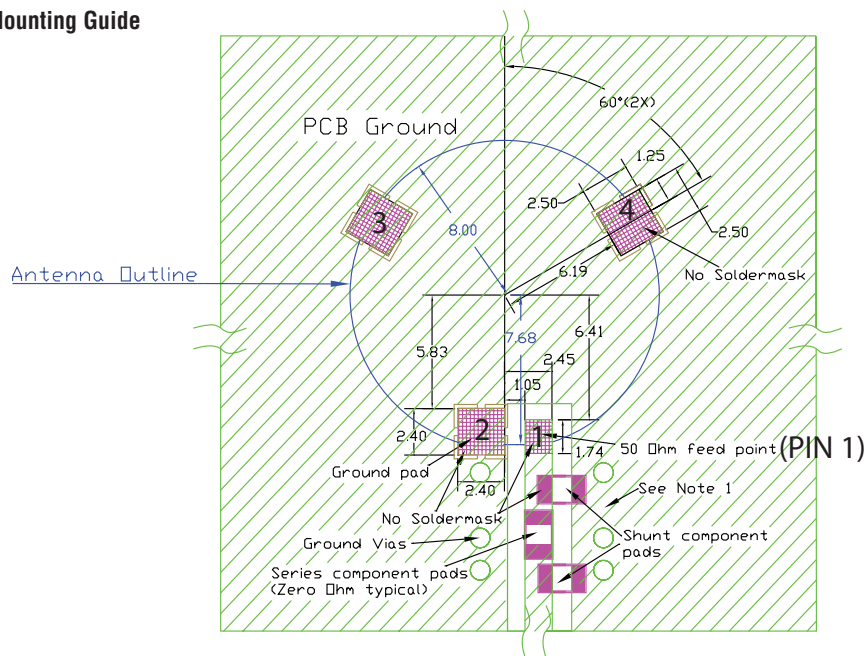 Mounting Guide
60°(2X)
PCB Ground
1.25
2.50
4
3
8.00
2.50
6.19
No Soldermask
Antenna Outline
6.41
7.68
5.83
2.45
1.05
2.40
2
1
50 Ohm feed point (PIN 1)
1.74
Ground pad
2.40
See Note 1
No Soldermask
Ground Vias
Shunt component
pads
Series component pads
(Zero Ohm typical)